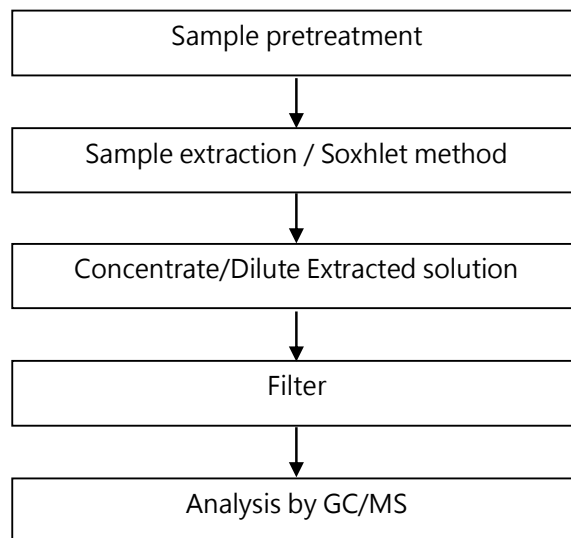 Sample pretreatment
Sample extraction / Soxhlet method
Concentrate/Dilute Extracted solution
Filter
Analysis by GC/MS